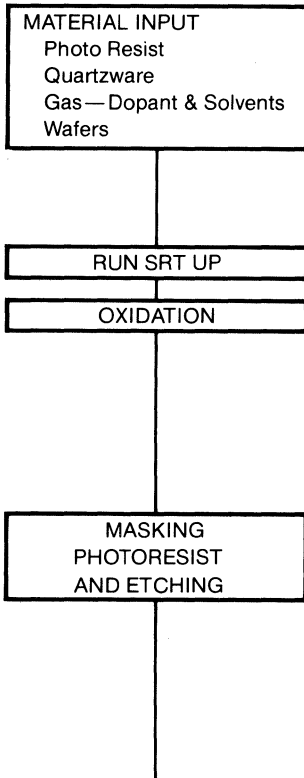 MATERIAL INPUT
Photo Resist
Quartzware
Gas—Dopant & Solvents
Wafers
RUN SRT UP
OXIDATION
MASKING
PHOTORESIST
AND ETCHING